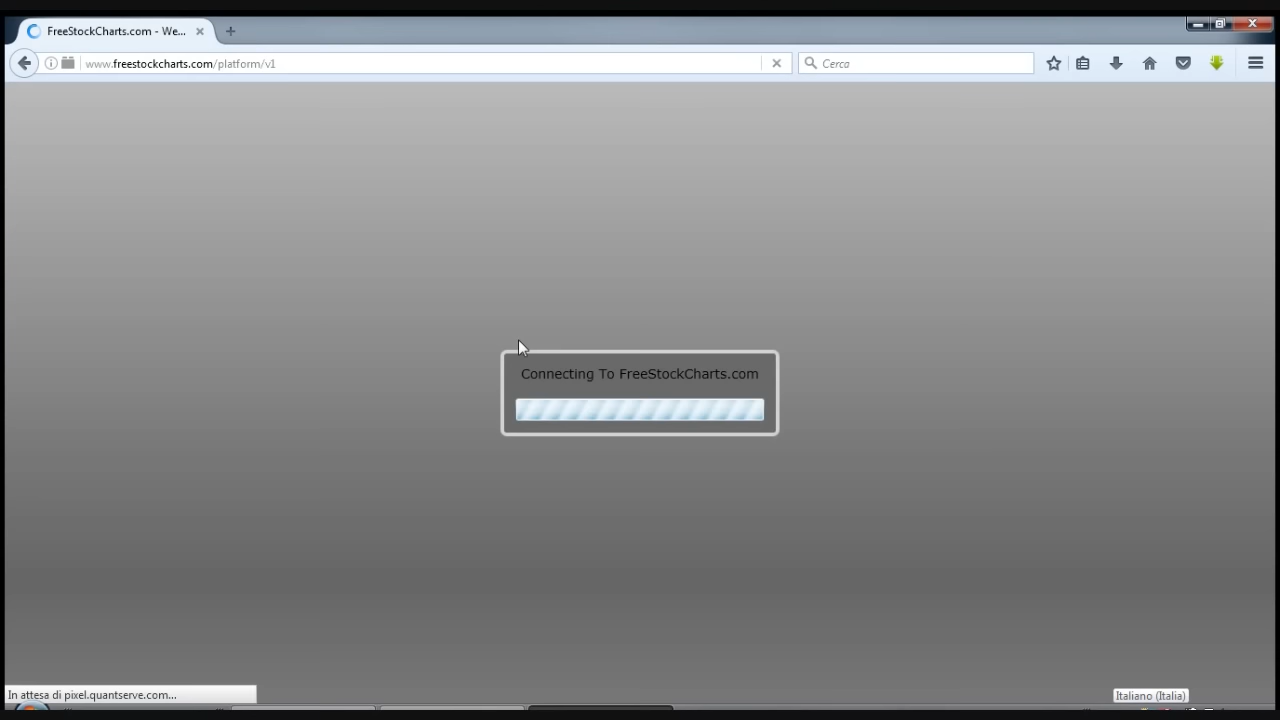 FreeStockCharts.com - We...
www.freestockcharts.com/platform/v1
Cerca
Connecting To FreeStockCharts.com
In attesa di pixel.quantserve.com...
Italiano (Italia)